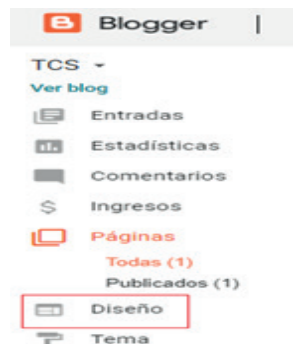 Blogger |
TCS
Ver blog
Entradas
Estadísticas
Comentarios
Ingresos
Páginas
Todas (1)
Publicados (1)
Diseño
Tema